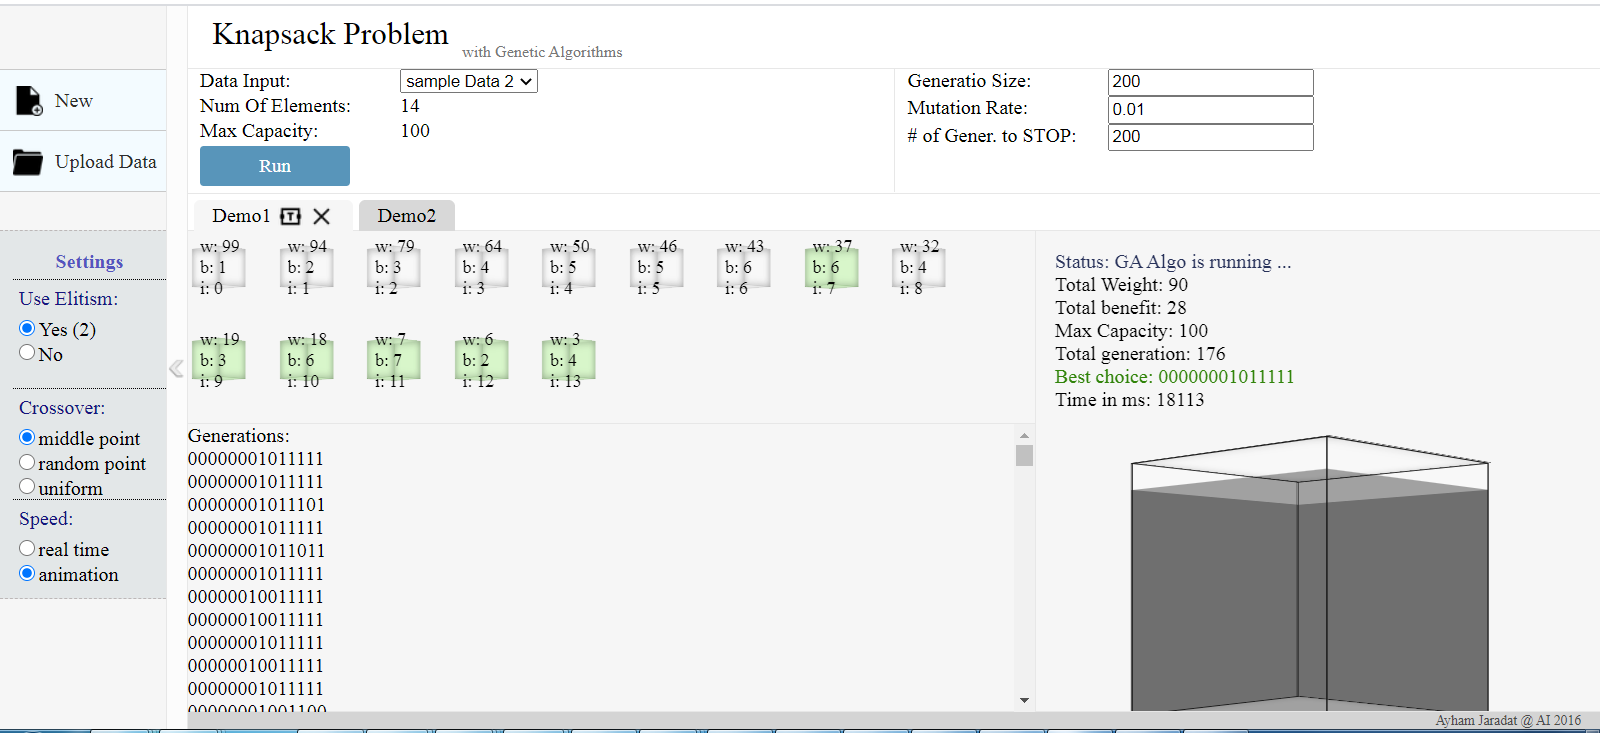 Knapsack Problem
with Genetic Algorithms
New
Upload Data
Data Input: sample Data 2
Num Of Elements: 14
Max Capacity: 100
Run
Generatio Size: 200
Mutation Rate: 0.01
# of Gener. to STOP: 200
Settings
Use Elitism:
Yes (2)
No
Crossover:
middle point
random point
uniform
Speed:
real time
animation
Demo1 T Demo2
w: 99 w: 94 w: 79 w: 64 w: 50 w: 46 w: 43 w: 37 w: 32
b: 1 b: 2 b: 3 b: 4 b: 5 b: 5 b: 6 b: 6 b: 4
i: 0 i: 1 i: 2 i: 3 i: 4 i: 5 i: 6 i: 7 i: 8
w: 19 w: 18 w: 7 w: 6 w: 3
b: 3 b: 6 b: 7 b: 2 b: 4
i: 9 i: 10 i: 11 i: 12 i: 13
Generations:
00000001011111
00000001011111
00000001011101
00000001011111
00000001011011
00000001011111
00000010011111
00000010011111
00000001011111
00000010011111
00000001011111
00000001001100
Status: GA Algo is running ...
Total Weight: 90
Total benefit: 28
Max Capacity: 100
Total generation: 176
Best choice: 00000001011111
Time in ms: 18113
Ayham Jaradat @ AI 2016